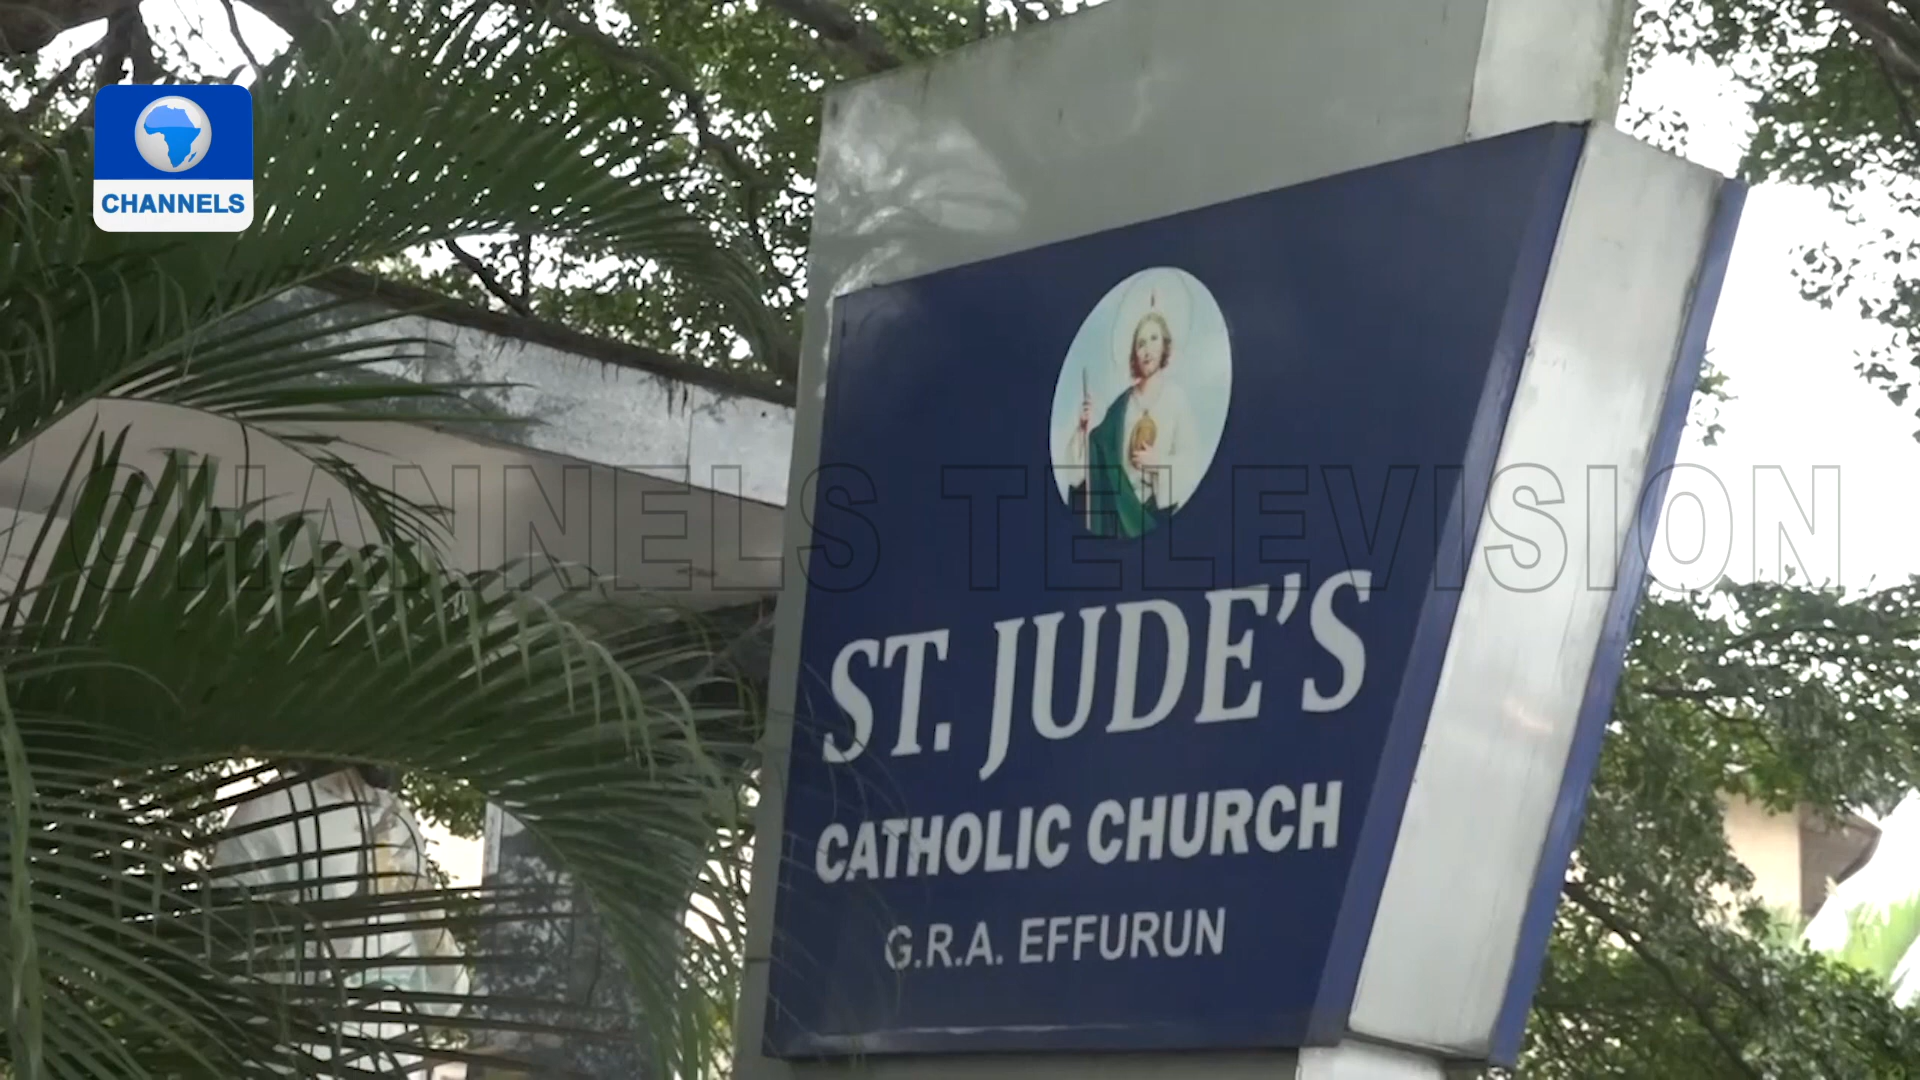 CHANNELS
CHANNELS TELEVISION
ST. JUDE'S
CATHOLIC CHURCH
G.R.A. EFFURUN